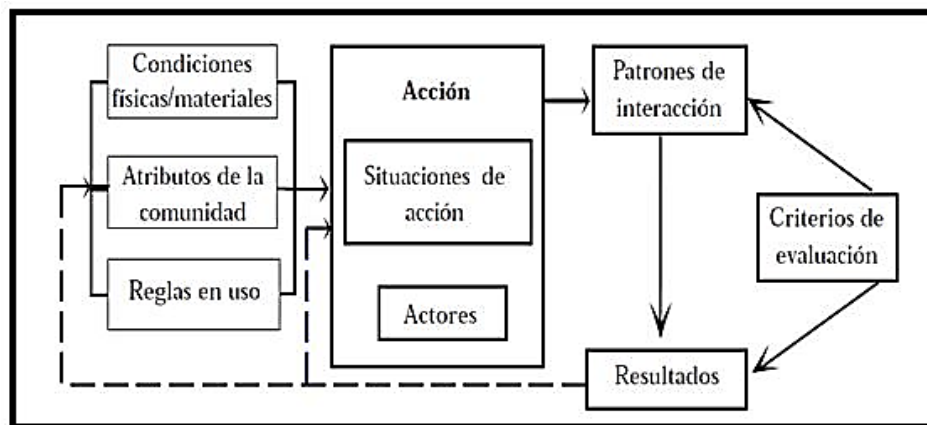 Condiciones
físicas/materiales
Atributos de la
comunidad
Reglas en uso
Acción
Situaciones de
acción
Actores
Patrones de
interacción
Criterios de
evaluación
Resultados